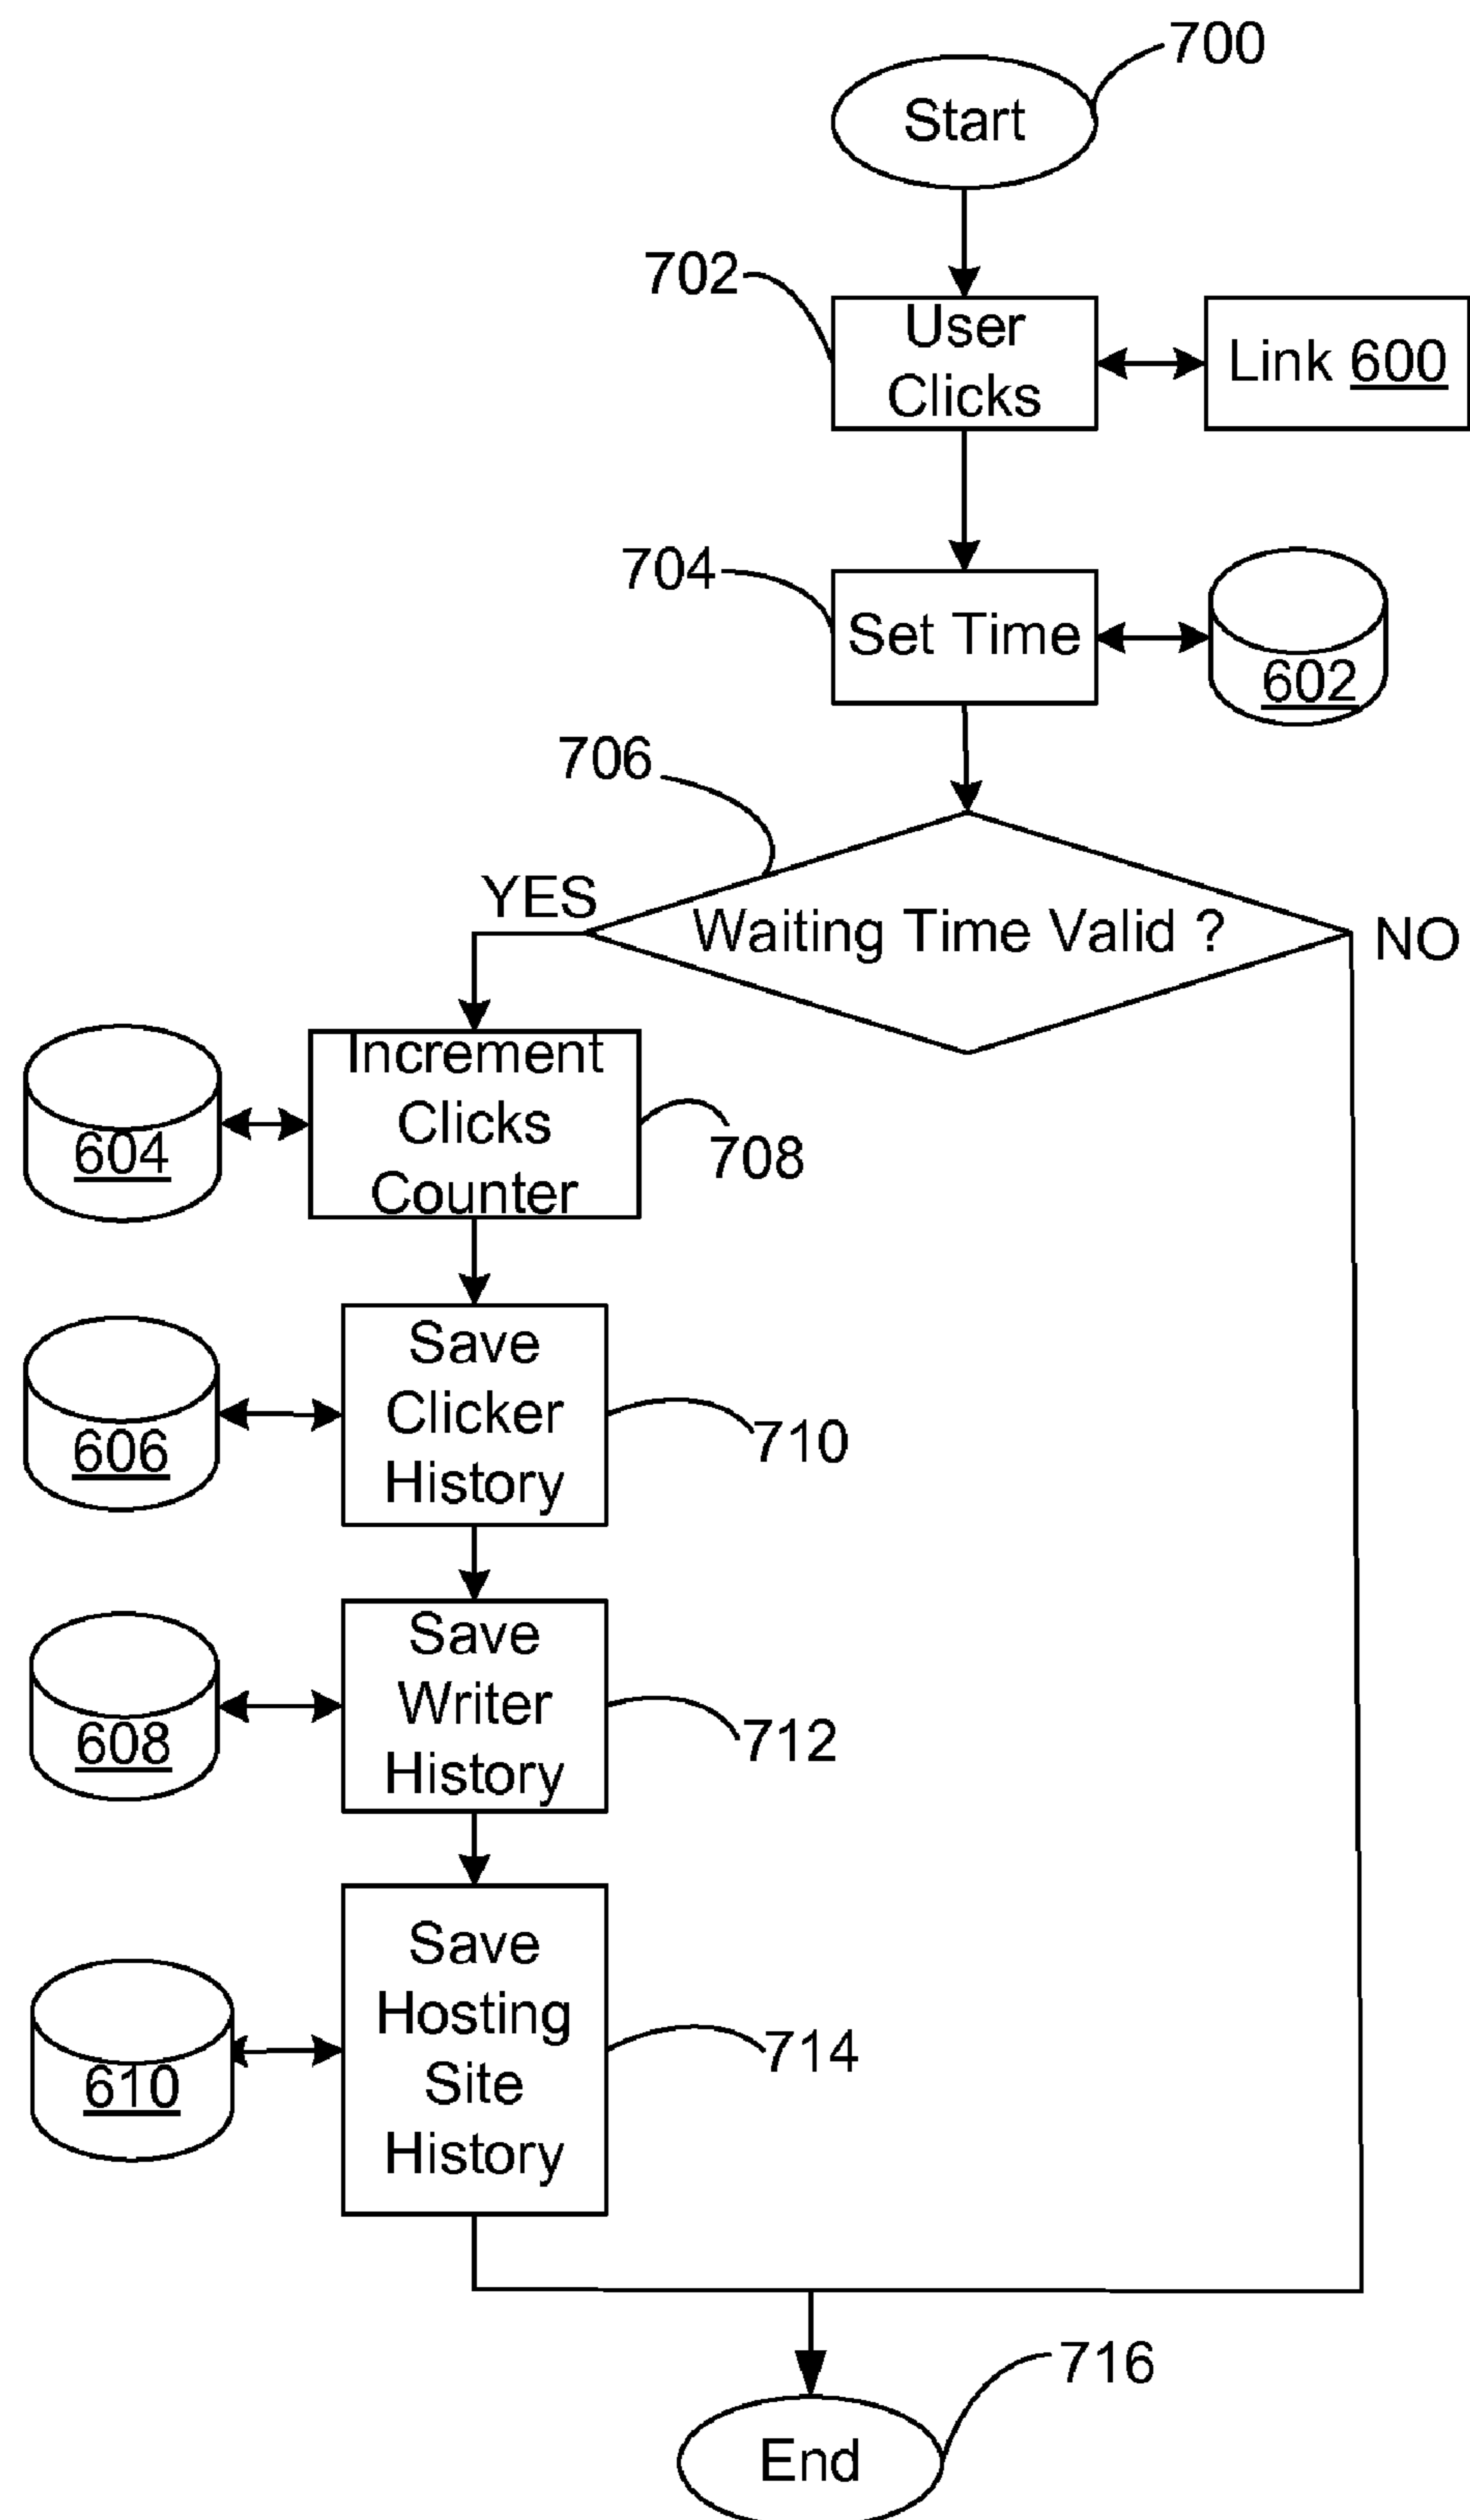 700
Start
702
User
Clicks
Link 600
704
Set Time
602
706
YES
Waiting Time Valid ?
NO
604
Increment
Clicks
Counter
708
606
Save
Clicker
History
710
608
Save
Writer
History
712
610
Save
Hosting
Site
History
714
716
End